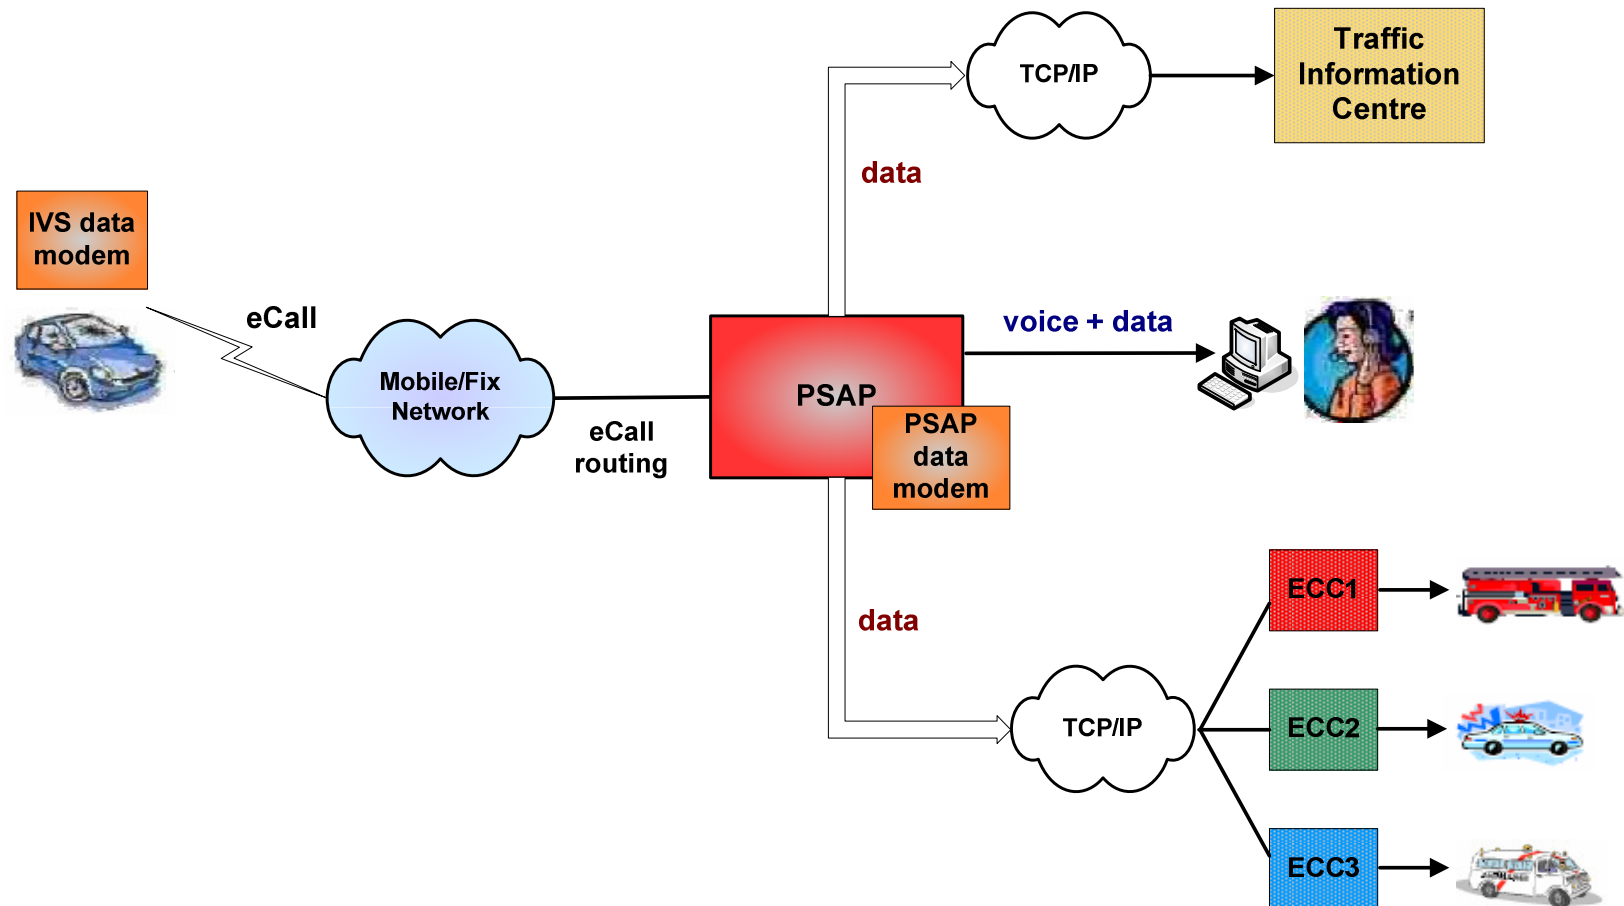 TCP/IP
Traffic
Information
Centre
data
IVS data
modem
eCall
voice + data
Mobile/Fix
Network
eCall
routing
PSAP
PSAP
data
modem
data
TCP/IP
ECC1
ECC2
ECC3